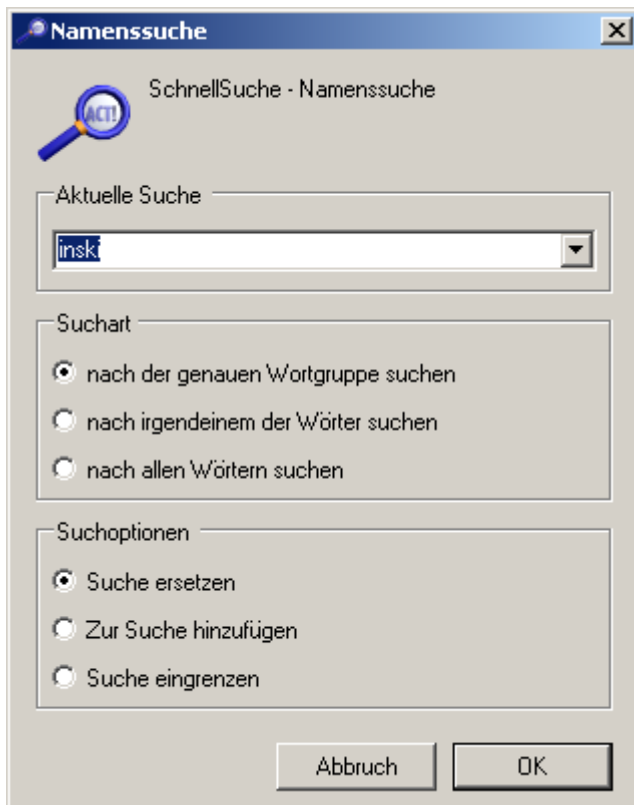 Namenssuche
SchnellSuche - Namenssuche
ACT!
Aktuelle Suche
inski
Suchart
nach der genauen Wortgruppe suchen
nach irgendeinem der Wörter suchen
nach allen Wörtern suchen
Suchoptionen
Suche ersetzen
Zur Suche hinzufügen
Suche eingrenzen
Abbruch OK